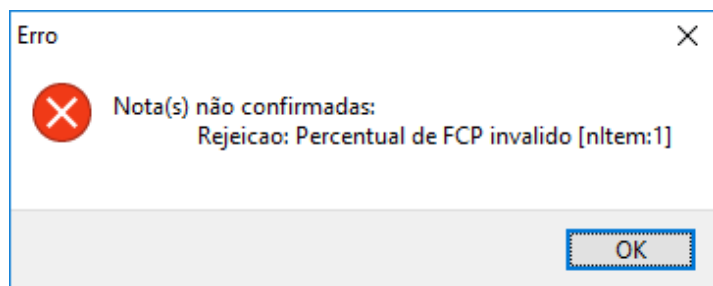 Erro
Nota(s) não confirmadas:
Rejeicao: Percentual de FCP invalido [nItem:1]
OK